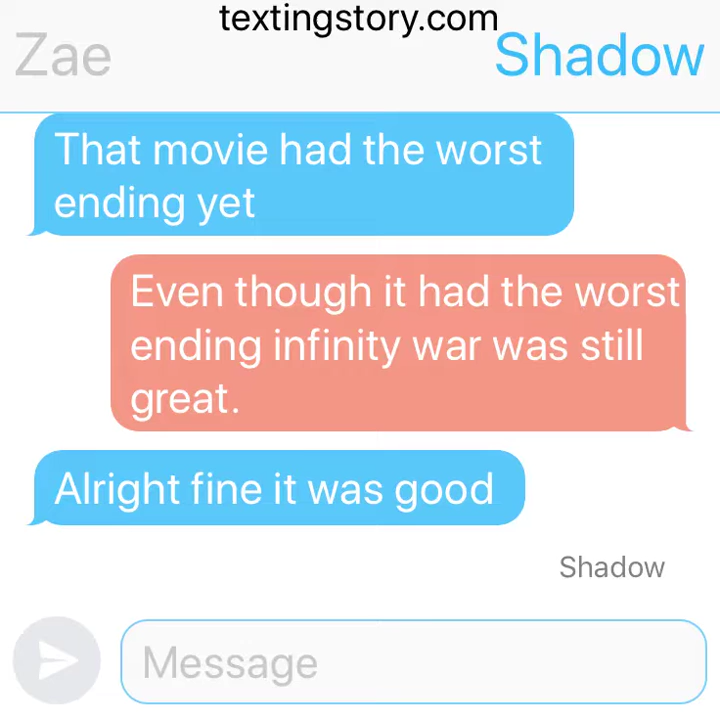 textingstory.com
Zae
Shadow
That movie had the worst
ending yet
Even though it had the worst
ending infinity war was still
great.
Alright fine it was good
Shadow
Message